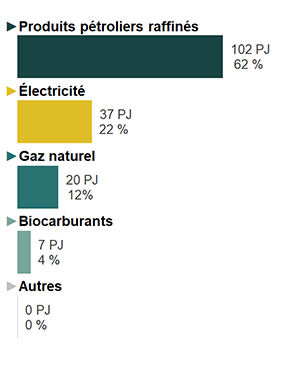 Produits pétroliers raffinés
102 PJ
62 %
Électricité
37 PJ
22 %
Gaz naturel
20 PJ
12%
Biocarburants
7 PJ
4 %
Autres
0 PJ
0 %